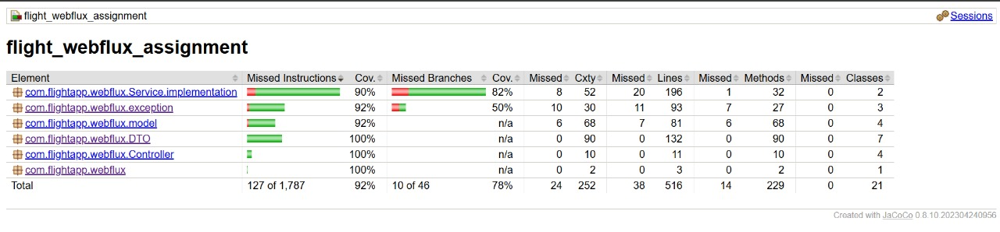 flight_webflux_assignment Sessions
flight_webflux_assignment
Element Missed Instructions Cov. Missed Branches Cov. Missed Cxty Missed Lines Missed Methods Missed Classes
com.flightapp.webflux.Service.implementation 90% 82% 8 52 20 196 1 32 0 2
com.flightapp.webflux.exception 92% 50% 10 30 11 93 7 27 0 3
com.flightapp.webflux.model 92% n/a 6 68 7 81 6 68 0 4
com.flightapp.webflux.DTO 100% n/a 0 90 0 132 0 90 0 7
com.flightapp.webflux.Controller 100% n/a 0 10 0 11 0 10 0 4
com.flightapp.webflux 100% n/a 0 2 0 3 0 2 0 1
Total 127 of 1,787 92% 10 of 46 78% 24 252 38 516 14 229 0 21
Created with JaCoCo 0.8.10.202304240956